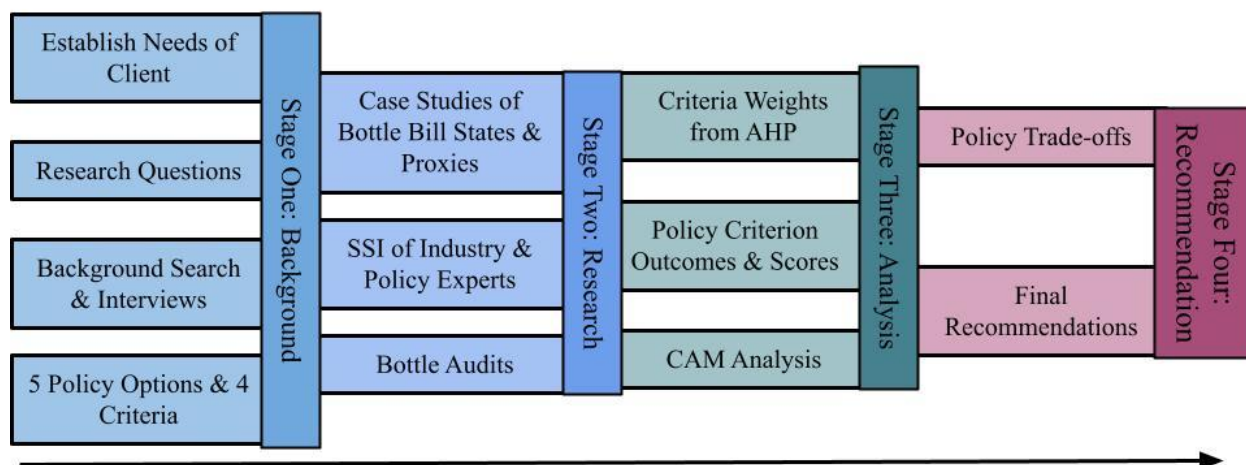 Establish Needs of
Client
Research Questions
Background Search
& Interviews
5 Policy Options & 4
Criteria
Stage One: Background
Case Studies of
Bottle Bill States &
Proxies
SSI of Industry &
Policy Experts
Bottle Audits
Stage Two: Research
Criteria Weights
from AHP
Policy Criterion
Outcomes & Scores
CAM Analysis
Stage Three: Analysis
Policy Trade-offs
Final
Recommendations
Stage Four:
Recommendation